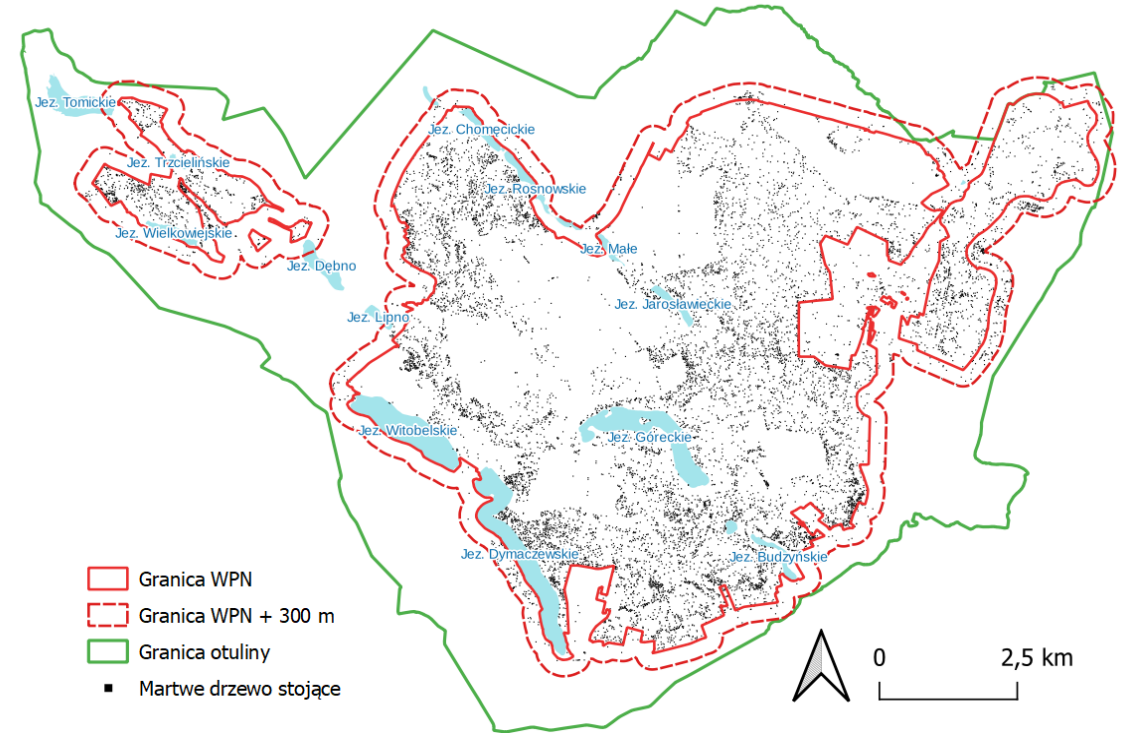 Jez. Tomickie
Jez. Chomęcickie
Jez. Trzcielińskie
Jez. Rosnowskie
Jez. Wielkowiejskie
Jez. Małe
Jez. Dębno
Jez. Jarosławieckie
Jez. Lipno
Jez. Witobelskie
Jez. Góreckie
Jez. Dymaczewskie
Jez. Budzyńskie
Granica WPN
Granica WPN + 300 m
Granica otuliny
Martwe drzewo stojące
0 2,5 km